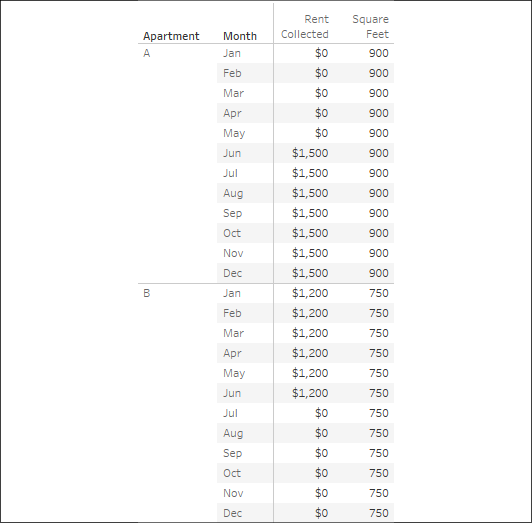 Rent Square
Apartment Month Collected Feet
A Jan $0 900
Feb $0 900
Mar $0 900
Apr $0 900
May $0 900
Jun $1,500 900
Jul $1,500 900
Aug $1,500 900
Sep $1,500 900
Oct $1,500 900
Nov $1,500 900
Dec $1,500 900
B Jan $1,200 750
Feb $1,200 750
Mar $1,200 750
Apr $1,200 750
May $1,200 750
Jun $1,200 750
Jul $0 750
Aug $0 750
Sep $0 750
Oct $0 750
Nov $0 750
Dec $0 750